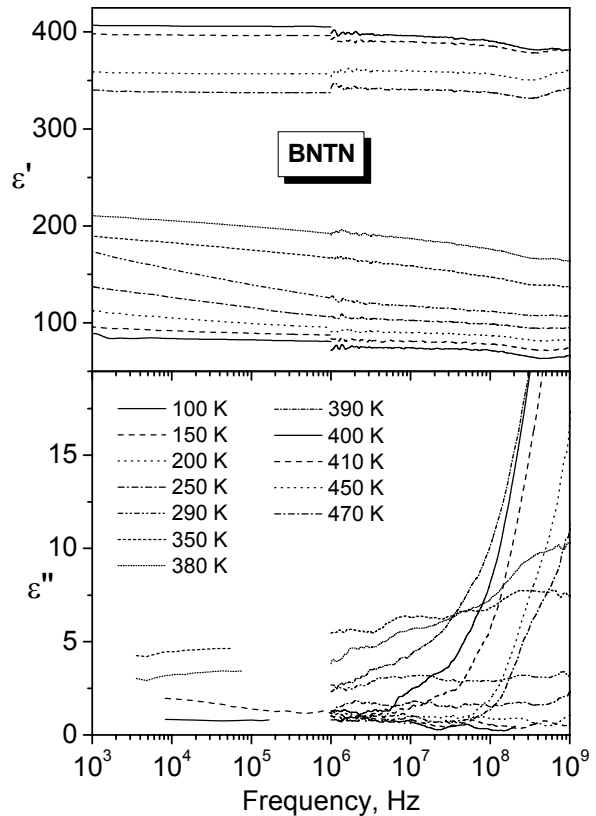 400
300
200
100
ε'
BNTN
100 K
150 K
200 K
250 K
290 K
350 K
380 K
390 K
400 K
410 K
450 K
470 K
15
10
5
0
ε"
10³ 10⁴ 10⁵ 10⁶ 10⁷ 10⁸ 10⁹
Frequency, Hz